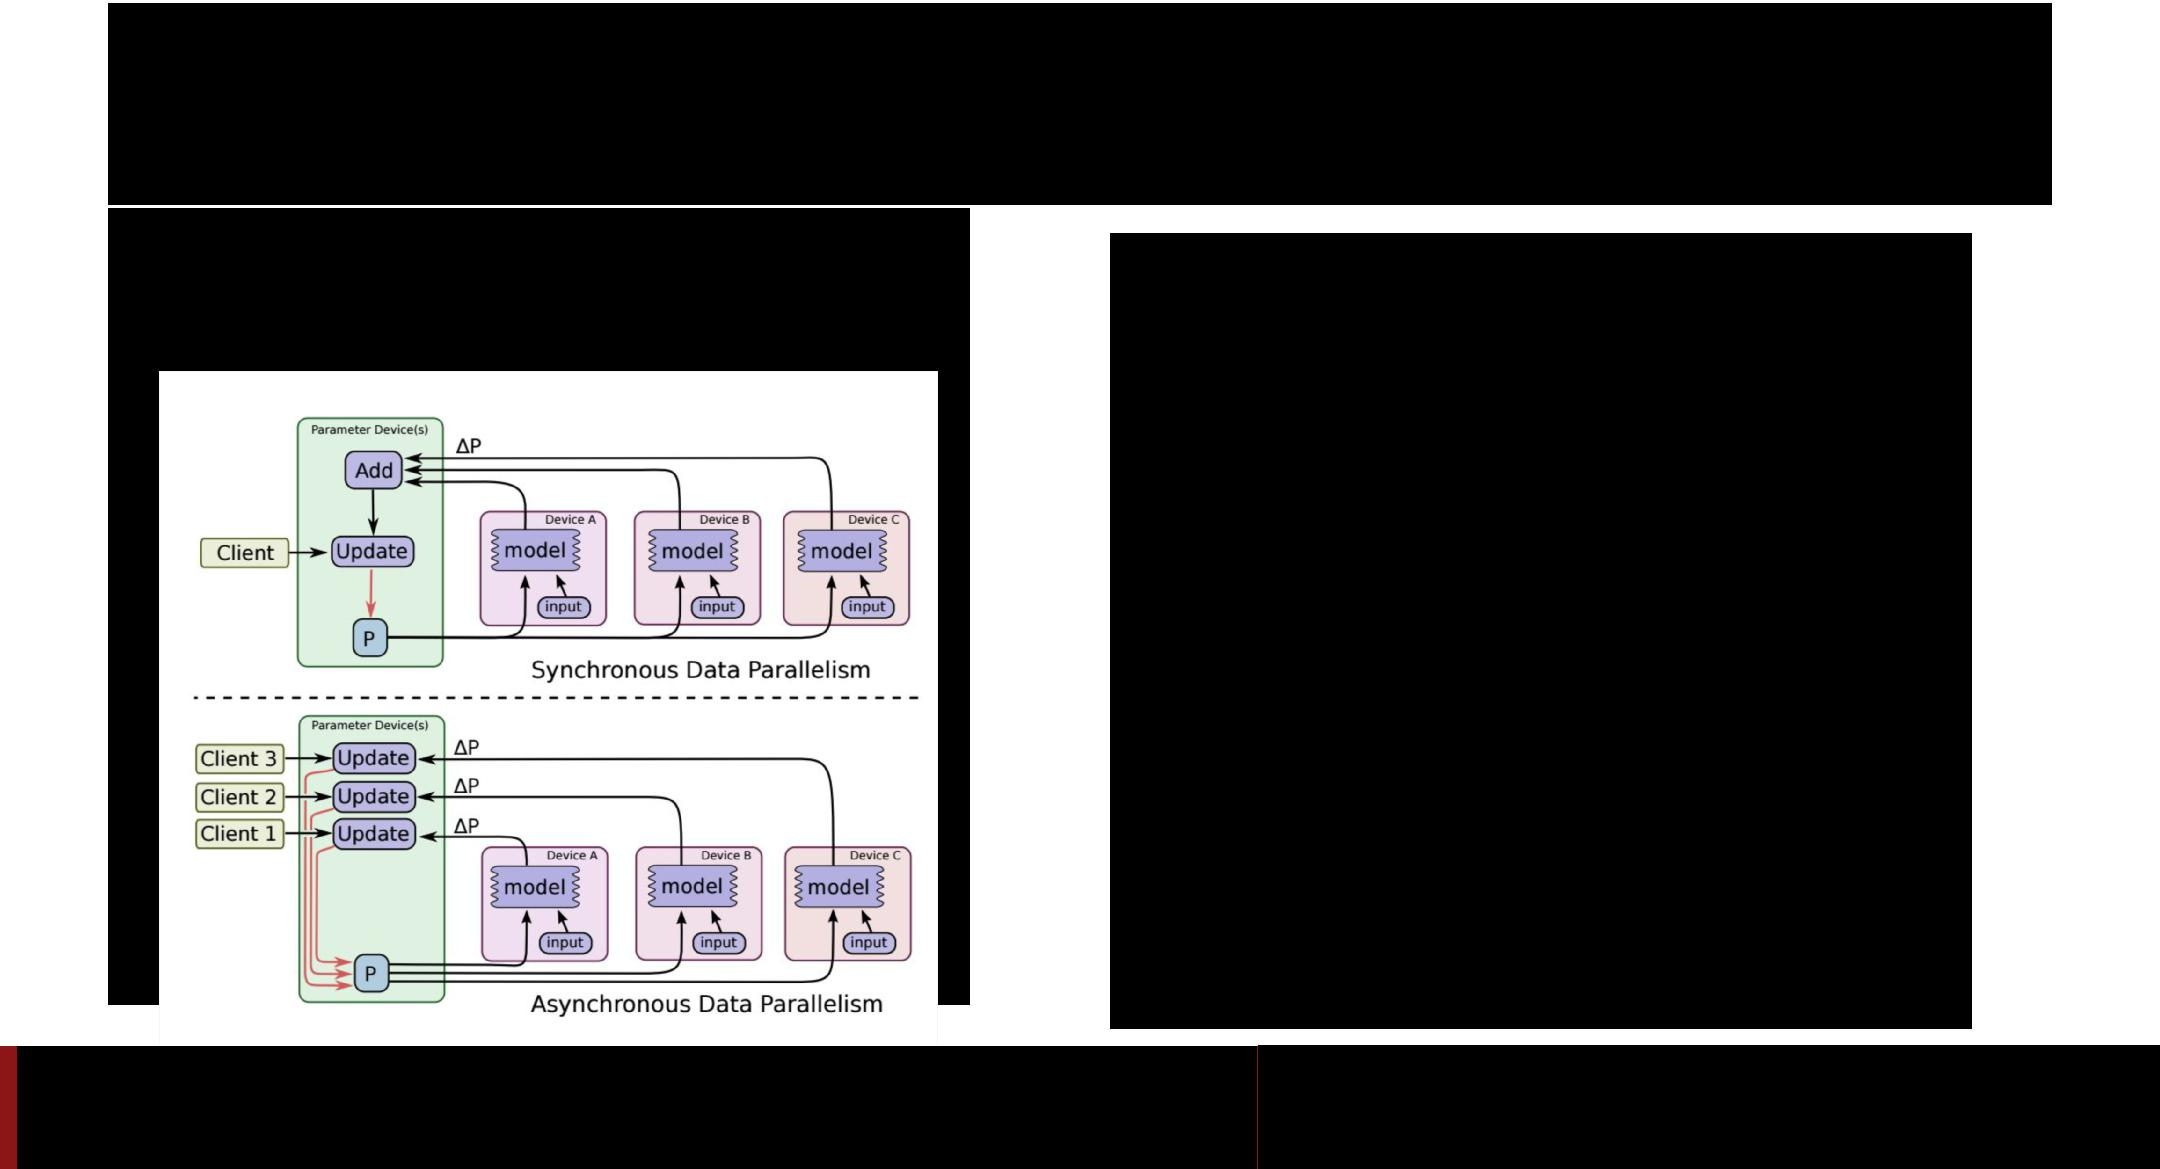 Parameter Device(s)
ΔP
Add
Device A
Device B
Device C
Client
Update
model
model
model
input
input
input
P
Synchronous Data Parallelism
Parameter Device(s)
Client 3
Update
ΔP
Client 2
Update
ΔP
Client 1
Update
ΔP
Device A
Device B
Device C
model
model
model
input
input
input
P
Asynchronous Data Parallelism